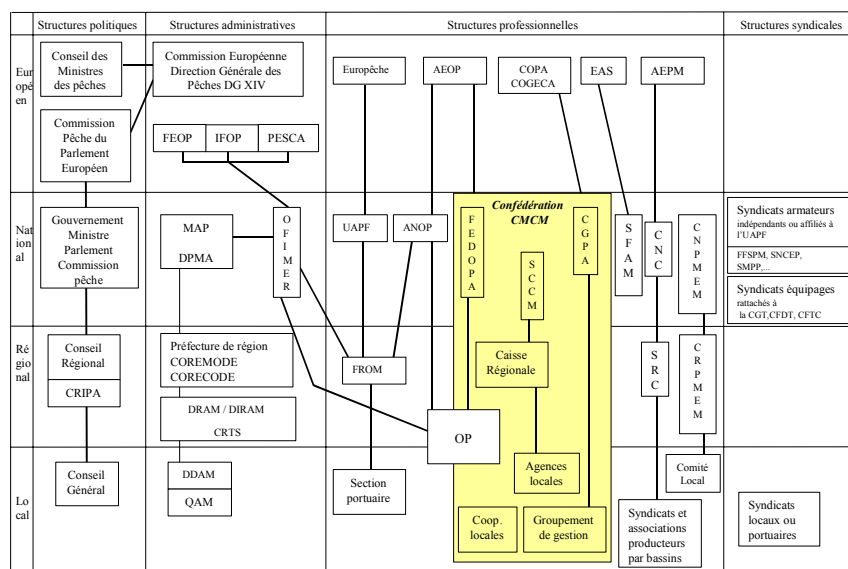 Structures politiques
Structures administratives
Structures professionnelles
Structures syndicales
Eur
opé
en
Conseil des
Ministres
des pêches
Commission Européenne
Direction Générale des
Pêches DG XIV
Europêche
AEOP
COPA
COGECA
EAS
AEPM
Commission
Pêche du
Parlement
Européen
FEOP
IFOP
PESCA
Nat
ional
Gouvernement
Ministre
Parlement
Commission
pêche
MAP
DPMA
O
F
I
M
E
R
UAPF
ANOP
Confédération
CMCM
F
E
D
O
P
A
S
C
C
M
C
G
P
A
S
F
A
M
C
N
C
C
N
P
M
E
M
Syndicats armateurs
indépendants ou affiliés à
l'UAPF
FFSPM, SNCEP,
SMPP,...
Syndicats équipages
rattachés à
la CGT,CFDT, CFTC
Ré
gio
nal
Conseil
Régional
CRIPA
Préfecture de région
COREMODE
CORECODE
DRAM / DIRAM
CRTS
FROM
Caisse
Régionale
OP
S
R
C
C
R
P
M
E
M
Lo
cal
Conseil
Général
DDAM
QAM
Section
portuaire
Agences
locales
Coop.
locales
Groupement
de gestion
Comité
Local
Syndicats et
associations
producteurs
par bassins
Syndicats
locaux ou
portuaires